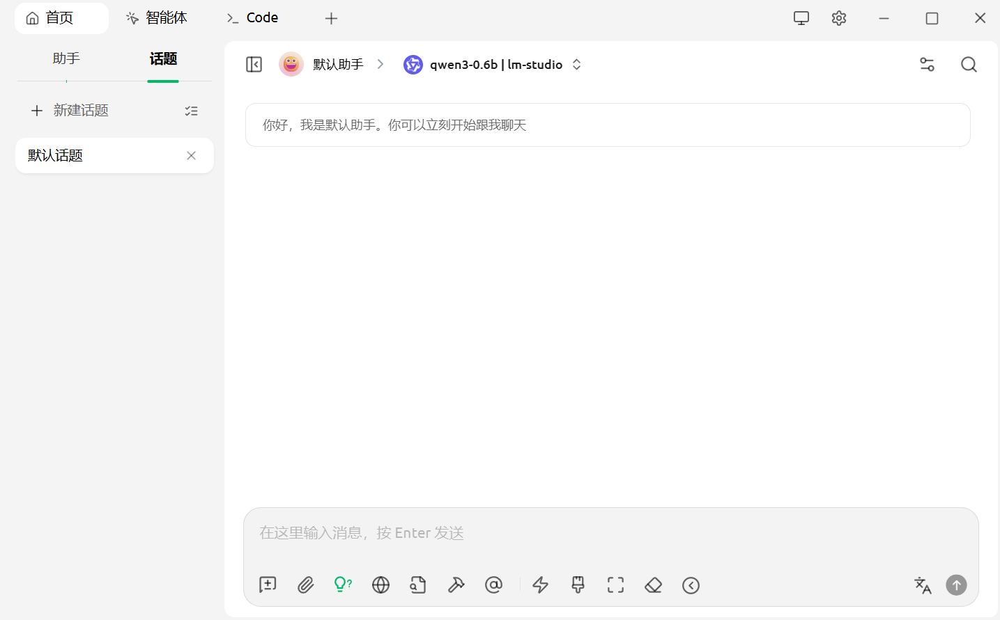 首页
智能体
Code
助手
话题
新建话题
默认话题
默认助手
qwen3-0.6b | lm-studio
你好，我是默认助手。你可以立刻开始跟我聊天
在这里输入消息，按 Enter 发送